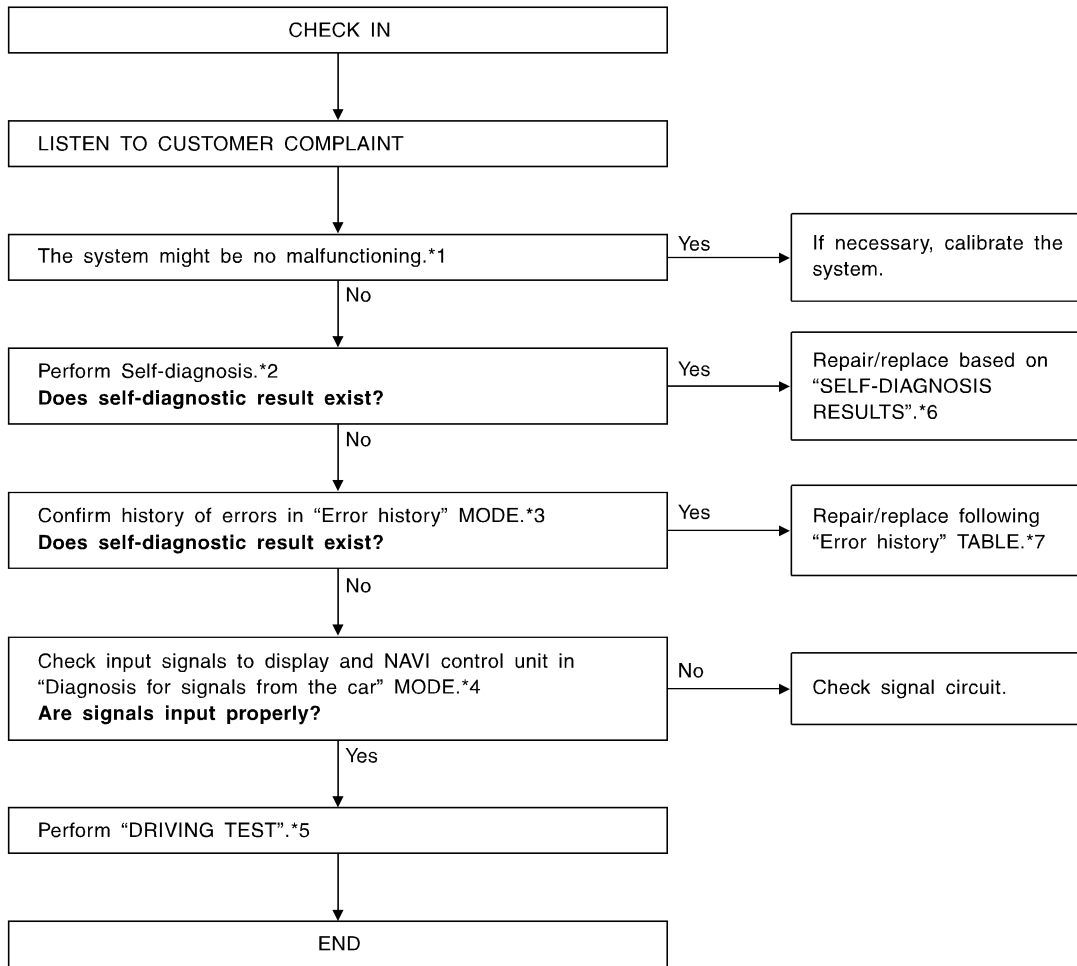 CHECK IN
LISTEN TO CUSTOMER COMPLAINT
The system might be no malfunctioning.*1
Yes
If necessary, calibrate the
system.
No
Perform Self-diagnosis.*2
Does self-diagnostic result exist?
Yes
Repair/replace based on
“SELF-DIAGNOSIS
RESULTS”.*6
No
Confirm history of errors in “Error history” MODE.*3
Does self-diagnostic result exist?
Yes
Repair/replace following
“Error history” TABLE.*7
No
Check input signals to display and NAVI control unit in
“Diagnosis for signals from the car” MODE.*4
Are signals input properly?
No
Check signal circuit.
Yes
Perform “DRIVING TEST”.*5
END